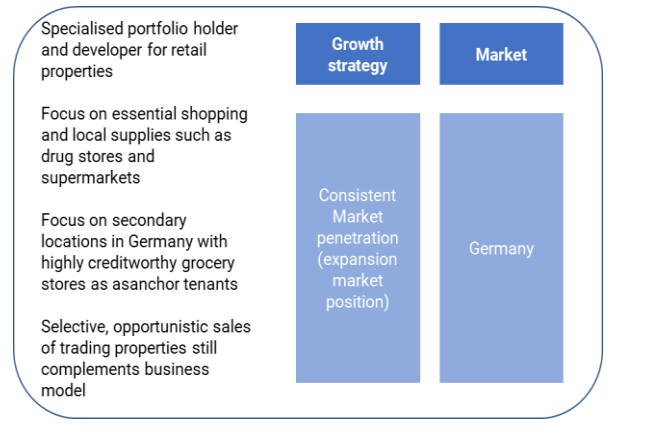 Specialised portfolio holder
and developer for retail
properties
Focus on essential shopping
and local supplies such as
drug stores and
supermarkets
Focus on secondary
locations in Germany with
highly creditworthy grocery
stores as asanchor tenants
Selective, opportunistic sales
of trading properties still
complements business
model
Growth
strategy
Consistent
Market
penetration
(expansion
market
position)
Market
Germany